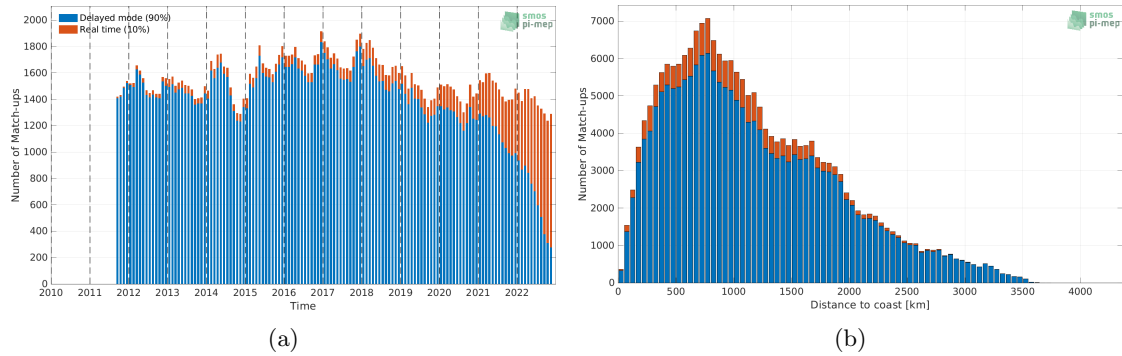 Delayed mode (90%)
Real time (10%)
smos
pi-mep
Number of Match-ups
2000
1800
1600
1400
1200
1000
800
600
400
200
0
2010 2011 2012 2013 2014 2015 2016 2017 2018 2019 2020 2021 2022
Time
(a)
smos
pi-mep
Number of Match-ups
7000
6000
5000
4000
3000
2000
1000
0
0 500 1000 1500 2000 2500 3000 3500 4000
Distance to coast [km]
(b)